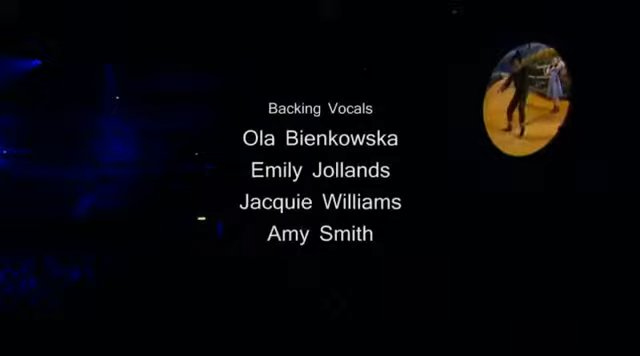 Backing Vocals
Ola Bienkowska
Emily Jollands
Jacquie Williams
Amy Smith